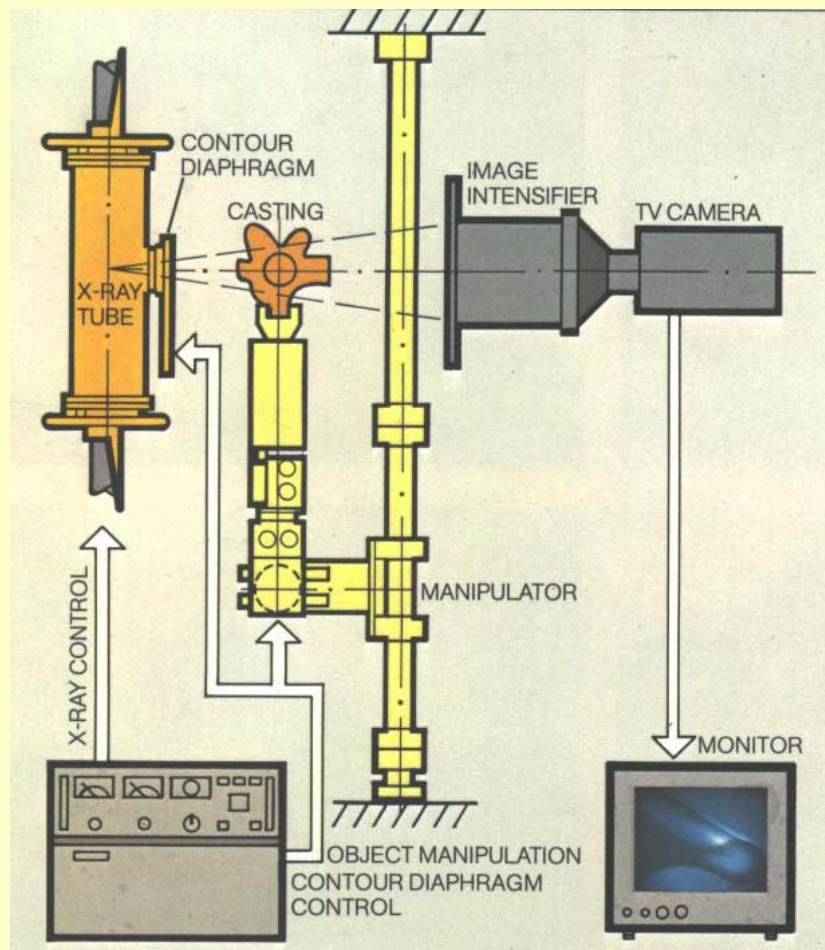 CONTOUR
DIAPHRAGM
CASTING
IMAGE
INTENSIFIER
TV CAMERA
X-RAY
TUBE
MANIPULATOR
X-RAY CONTROL
MONITOR
OBJECT MANIPULATION
CONTOUR DIAPHRAGM
CONTROL